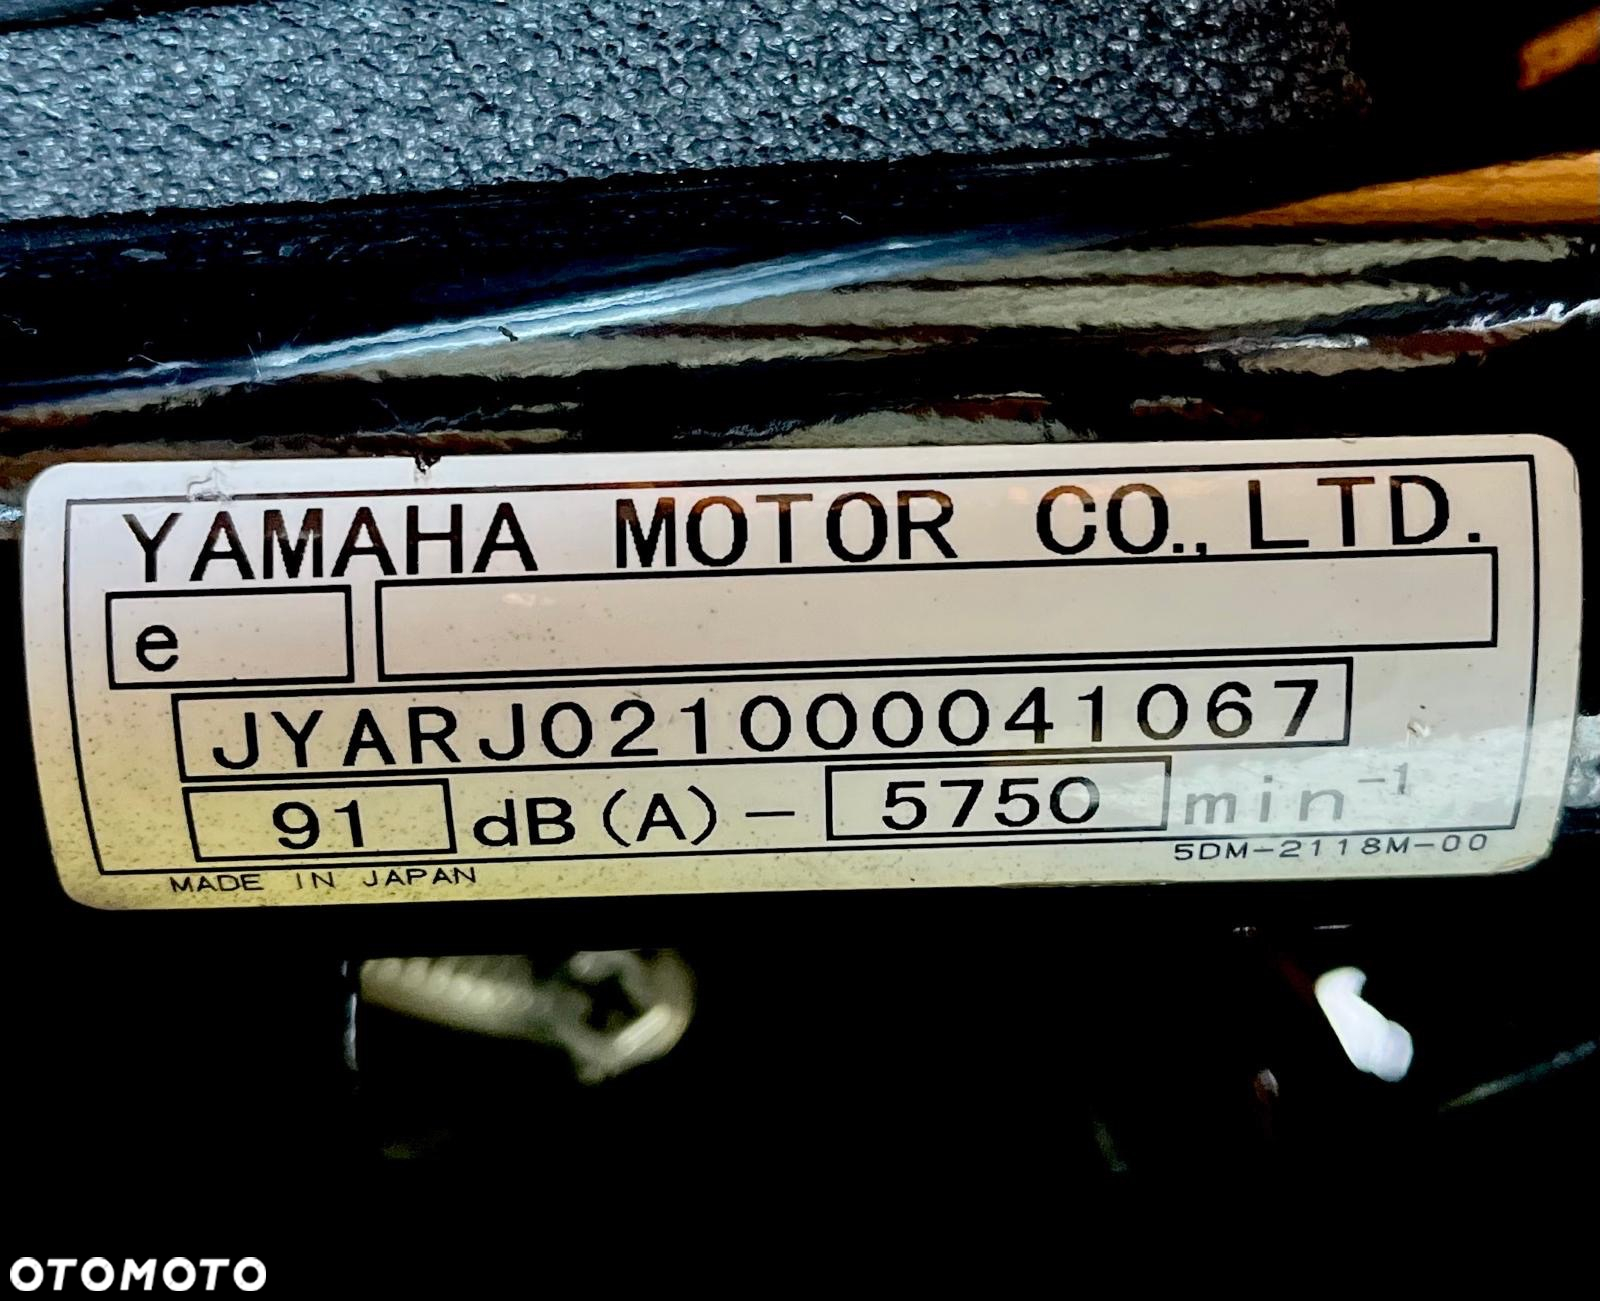 YAMAHA MOTOR CO., LTD.
e
JYARJ021000041067
91 dB(A) - 5750 min⁻¹
5DM-2118M-00
MADE IN JAPAN
OTOMOTO